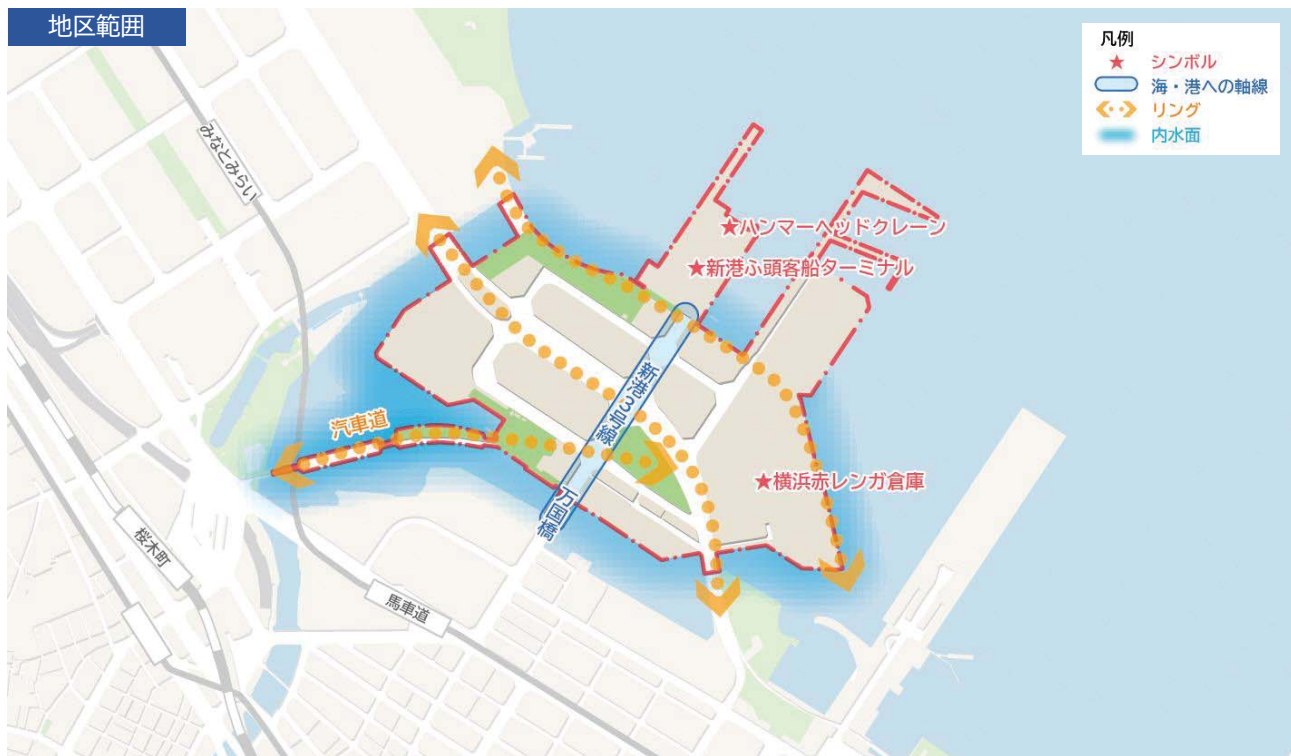 地区範囲
凡例
シンボル
海・港への軸線
リング
内水面
みなとみらい
★ハンマーヘッドクレーン
★新港ふ頭客船ターミナル
新港3号線
汽車道
★横浜赤レンガ倉庫
万国橋
桜木町
馬車道